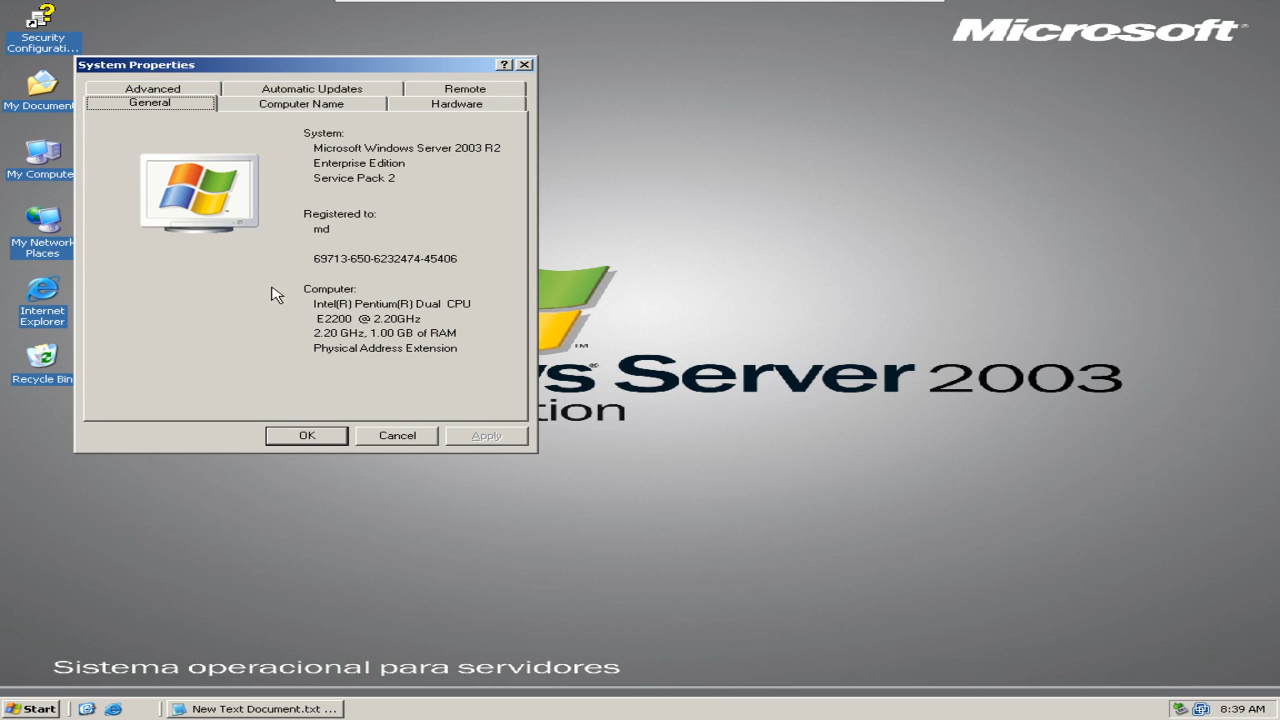 Microsoft
Security
Configurati...
My Document
My Compute
My Network
Places
Internet
Explorer
Recycle Bin
System Properties
Advanced
Automatic Updates
Remote
General
Computer Name
Hardware
System:
Microsoft Windows Server 2003 R2
Enterprise Edition
Service Pack 2
Registered to:
md
69713-650-6232474-45406
Computer:
Intel(R) Pentium(R) Dual CPU
E2200 @ 2.20GHz
2.20 GHz, 1.00 GB of RAM
Physical Address Extension
OK
Cancel
Apply
ws Server 2003
tion
Sistema operacional para servidores
Start
New Text Document.txt ...
8:39 AM